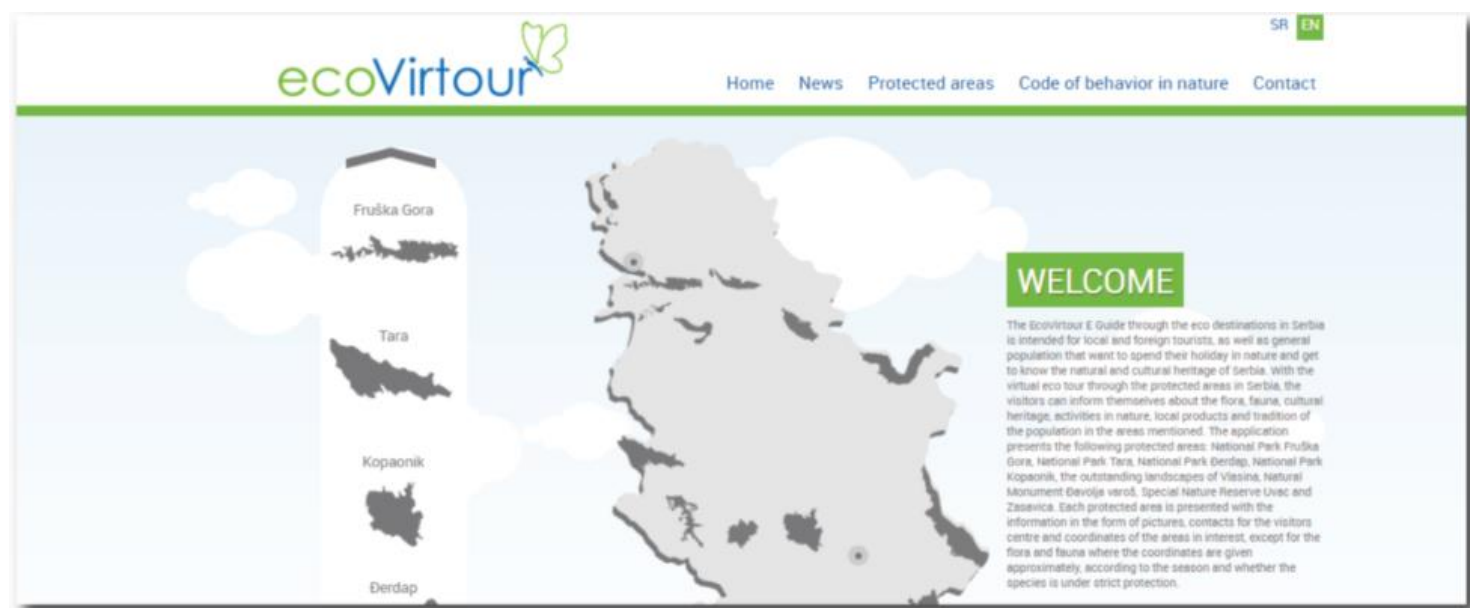 SR EN
ecoVirtour
Home News Protected areas Code of behavior in nature Contact
Fruška Gora
Tara
Kopaonik
Đerdap
WELCOME
The EcoVirtour E Guide through the eco destinations in Serbia
is intended for local and foreign tourists, as well as general
population that want to spend their holiday in nature and get
to know the natural and cultural heritage of Serbia. With the
virtual eco tour through the protected areas in Serbia, the
visitors can inform themselves about the flora, fauna, cultural
heritage, activities in nature, local products and tradition of
the population in the areas mentioned. The application
presents the following protected areas: National Park Fruška
Gora, National Park Tara, National Park Đerdap, National Park
Kopaonik, the outstanding landscapes of Vlasina, Natural
Monument Đavolja varoš, Special Nature Reserve Uvac and
Zasavica. Each protected area is presented with the
information in the form of pictures, contacts for the visitors
centre and coordinates of the areas in interest, except for the
flora and fauna where the coordinates are given
approximately, according to the season and whether the
species is under strict protection.